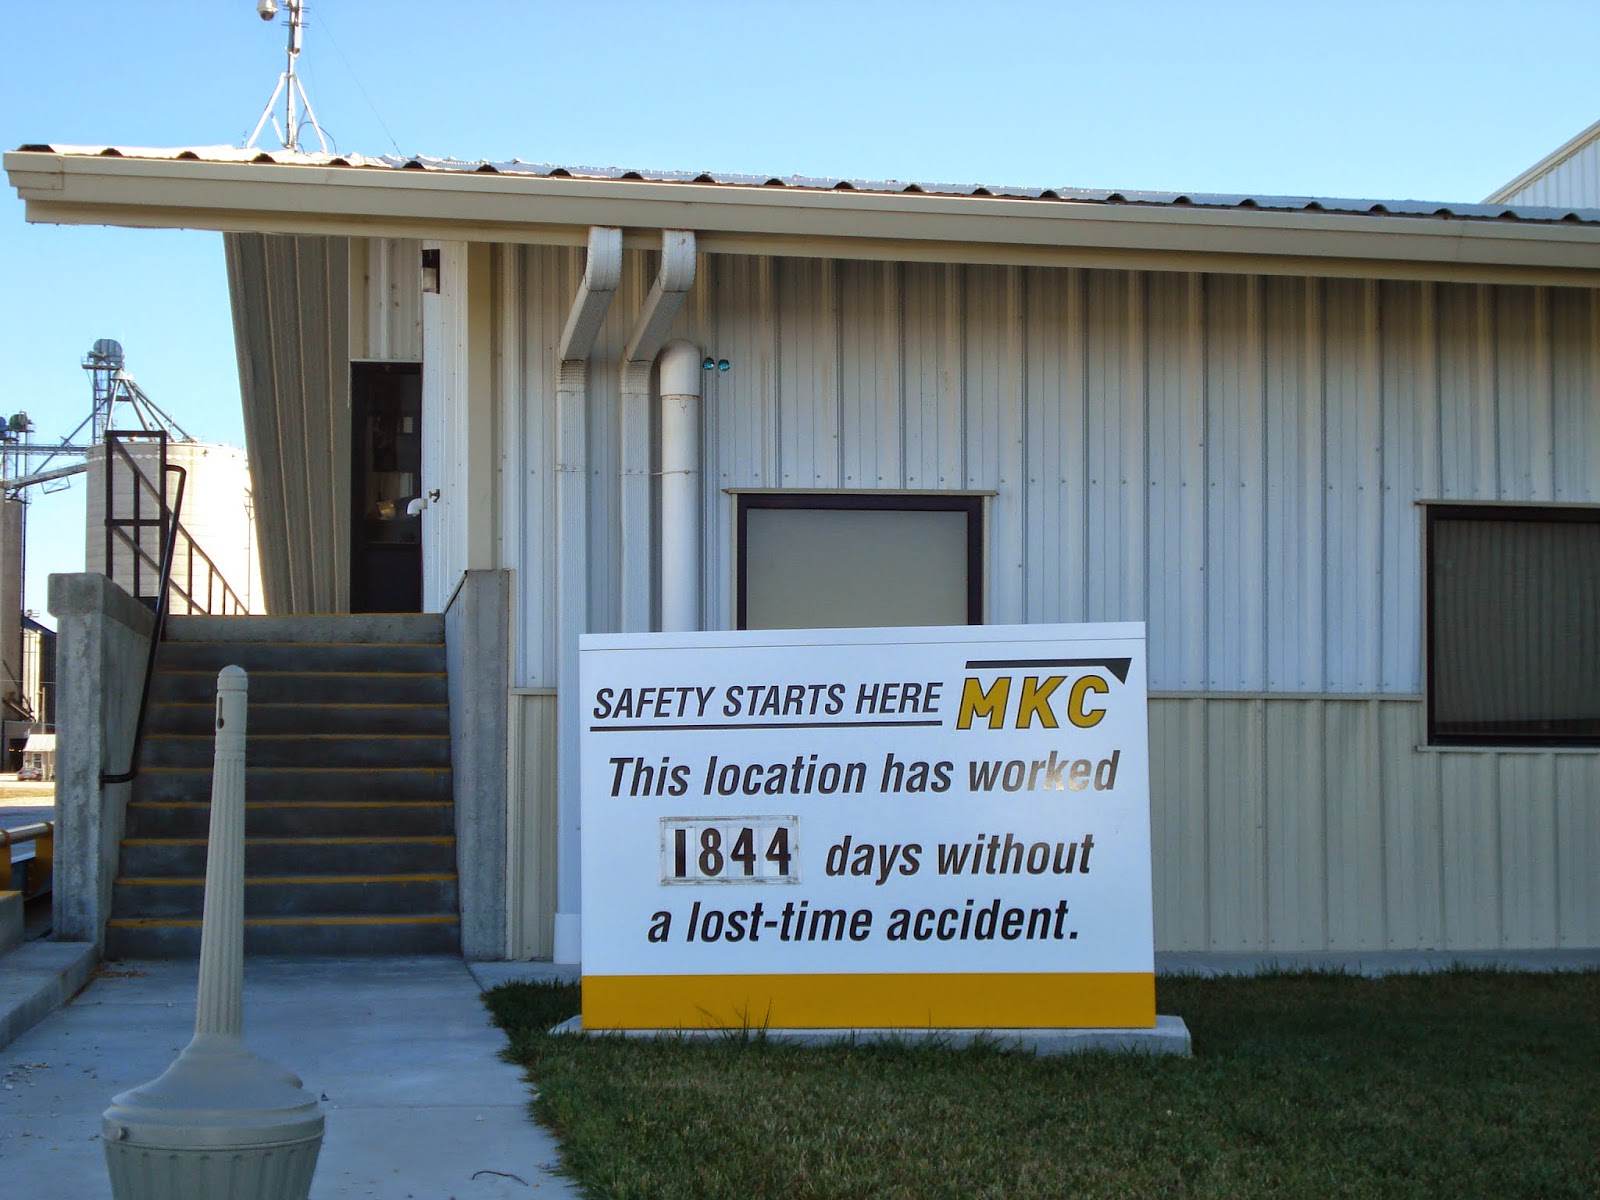 SAFETY STARTS HERE MKC
This location has worked
1844 days without
a lost-time accident.